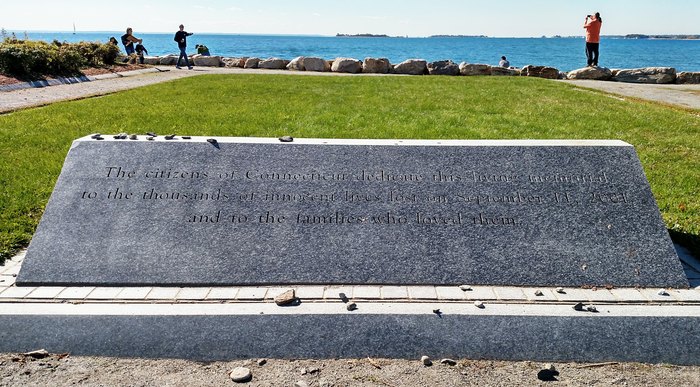 The citizens of Connecticut dedicate this living memorial
to the thousands of innocent lives lost on September 11, 2001
and to the families who loved them.